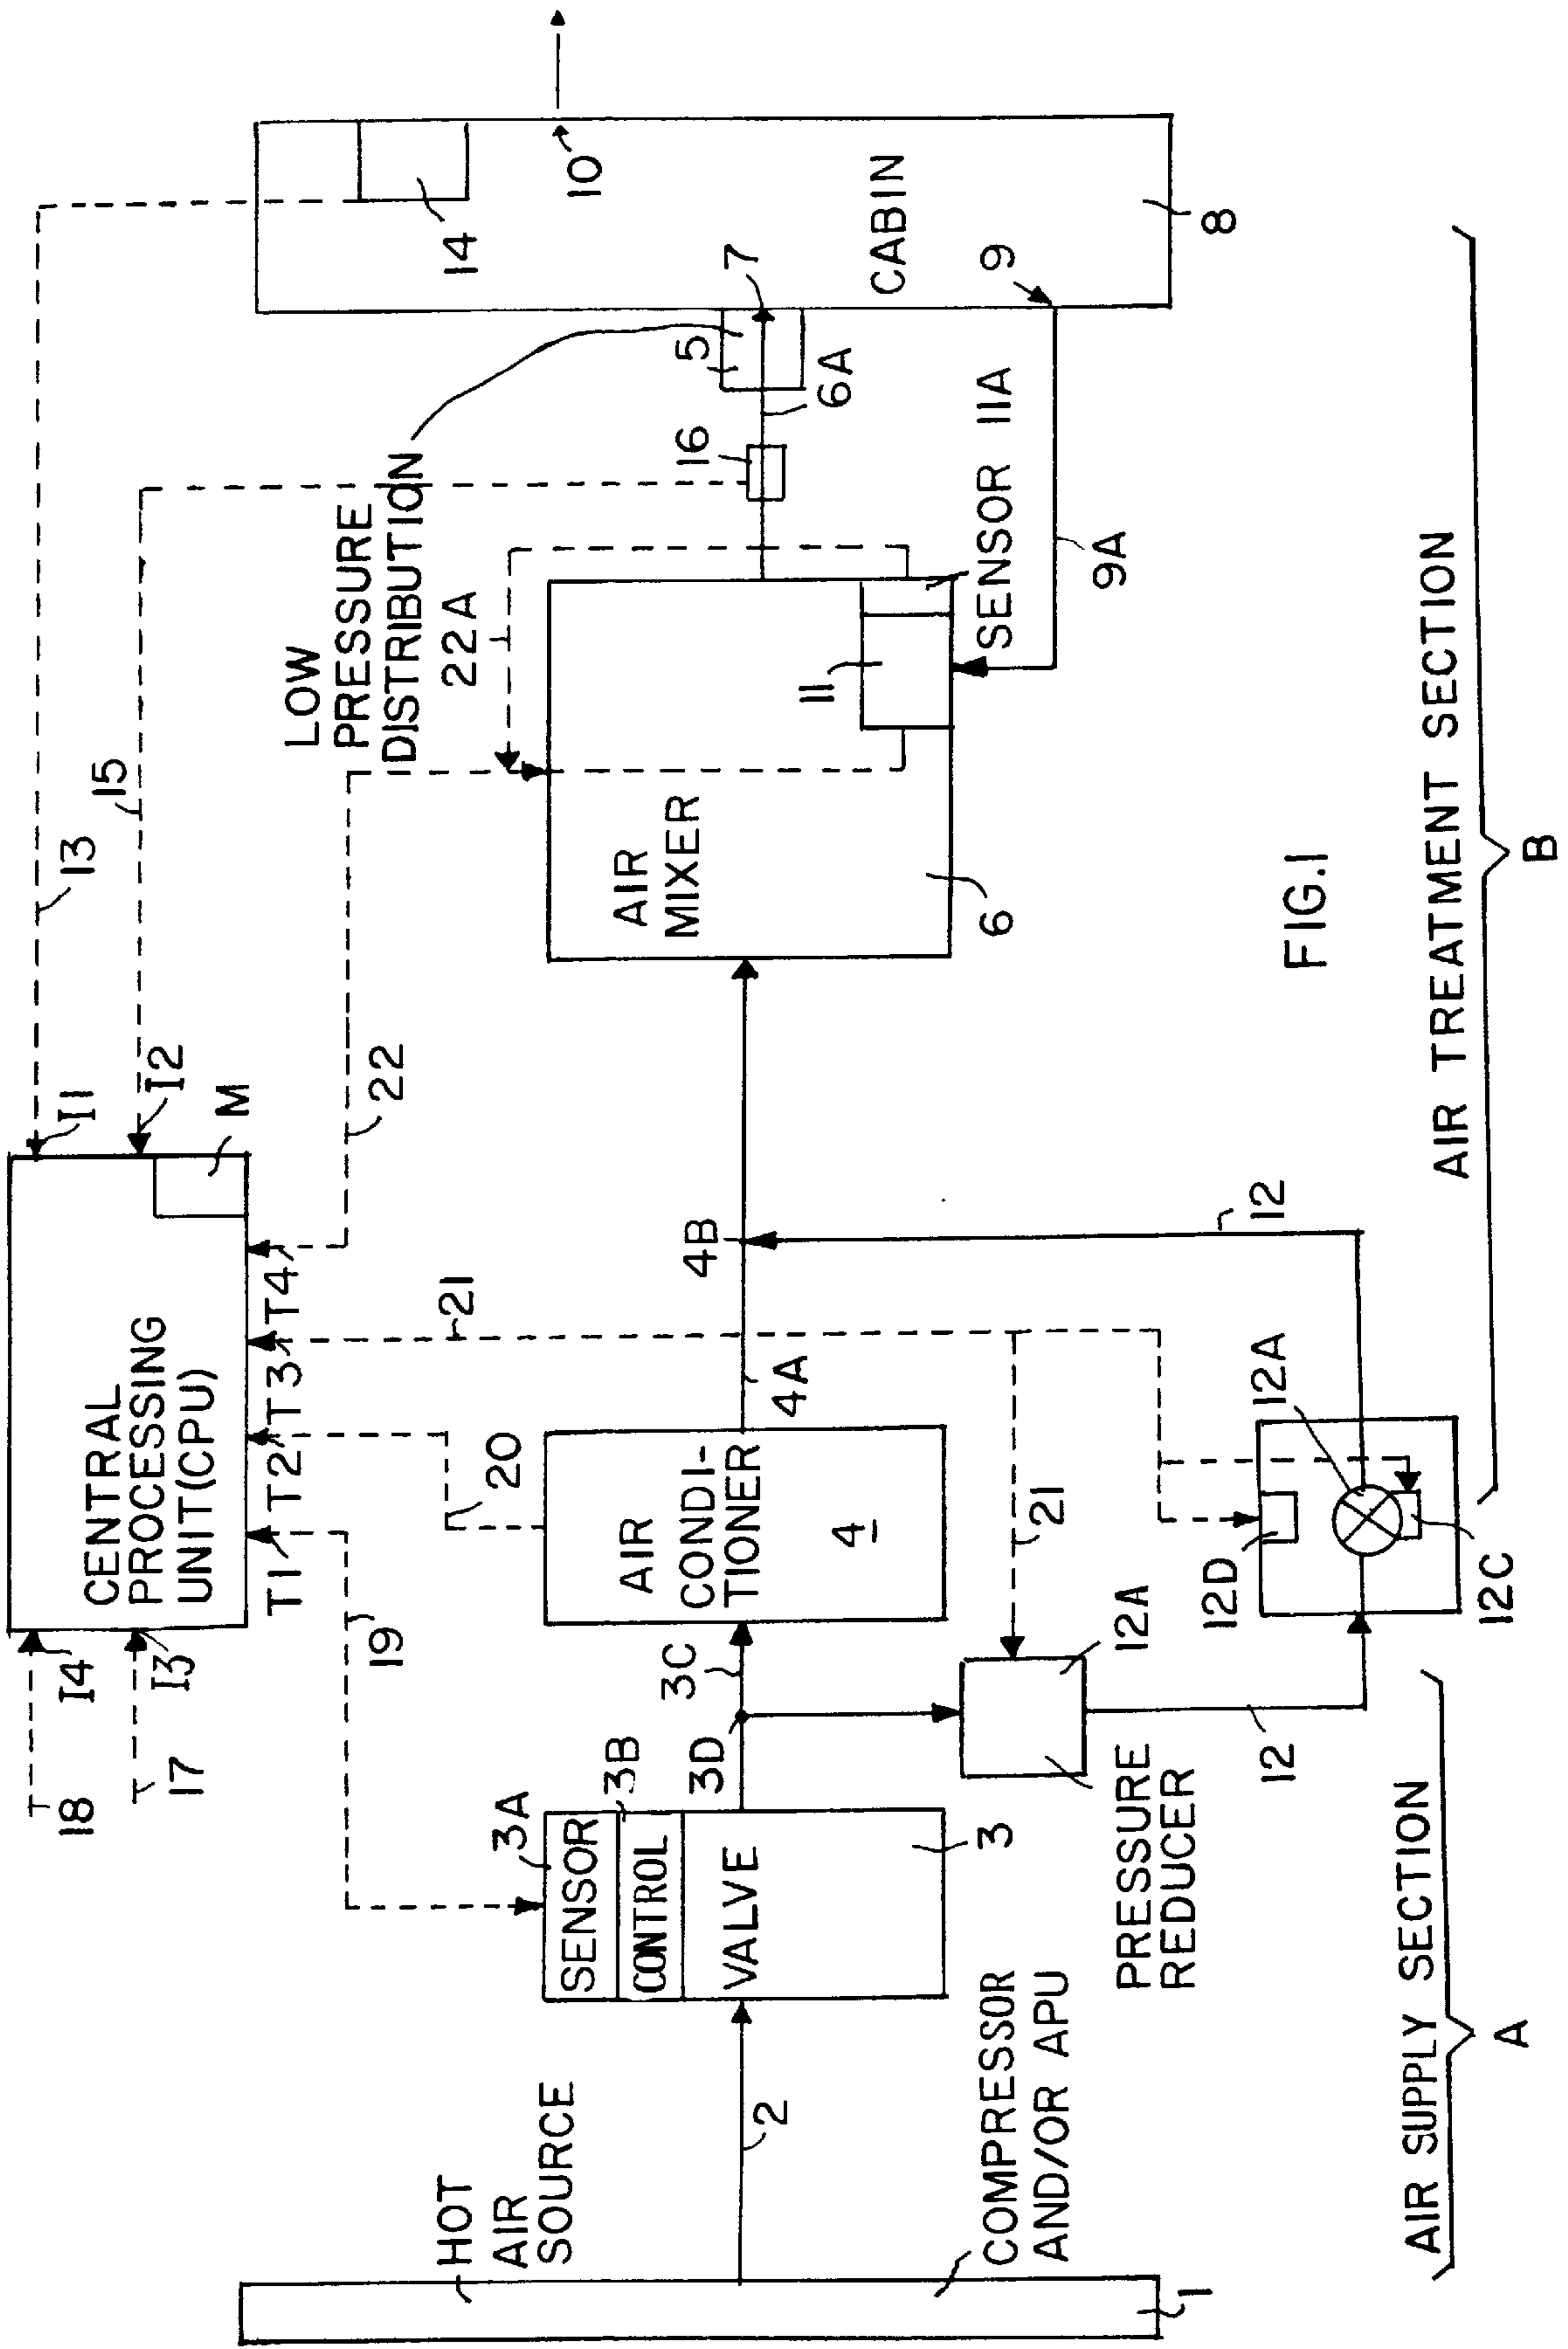 HOT
AIR
SOURCE
COMPRESSOR
AND/OR APU
1
2
SENSOR
CONTROL
VALVE
3A
3B
3
3D
3C
PRESSURE
REDUCER
12A
12
AIR
CONDI-
TIONER
4
4A
4B
18
17
I4
I3
CENTRAL
PROCESSING
UNIT(CPU)
M
I1
I2
T1
T2
T3
T4
19
20
21
21
22
12D
12C
12A
12
13
15
AIR
MIXER
6
11
SENSOR 11A
22A
LOW
PRESSURE
DISTRIBUTION
16
5
6A
7
9A
9
14
10
CABIN
8
FIG.1
AIR SUPPLY SECTION
A
AIR TREATMENT SECTION
B